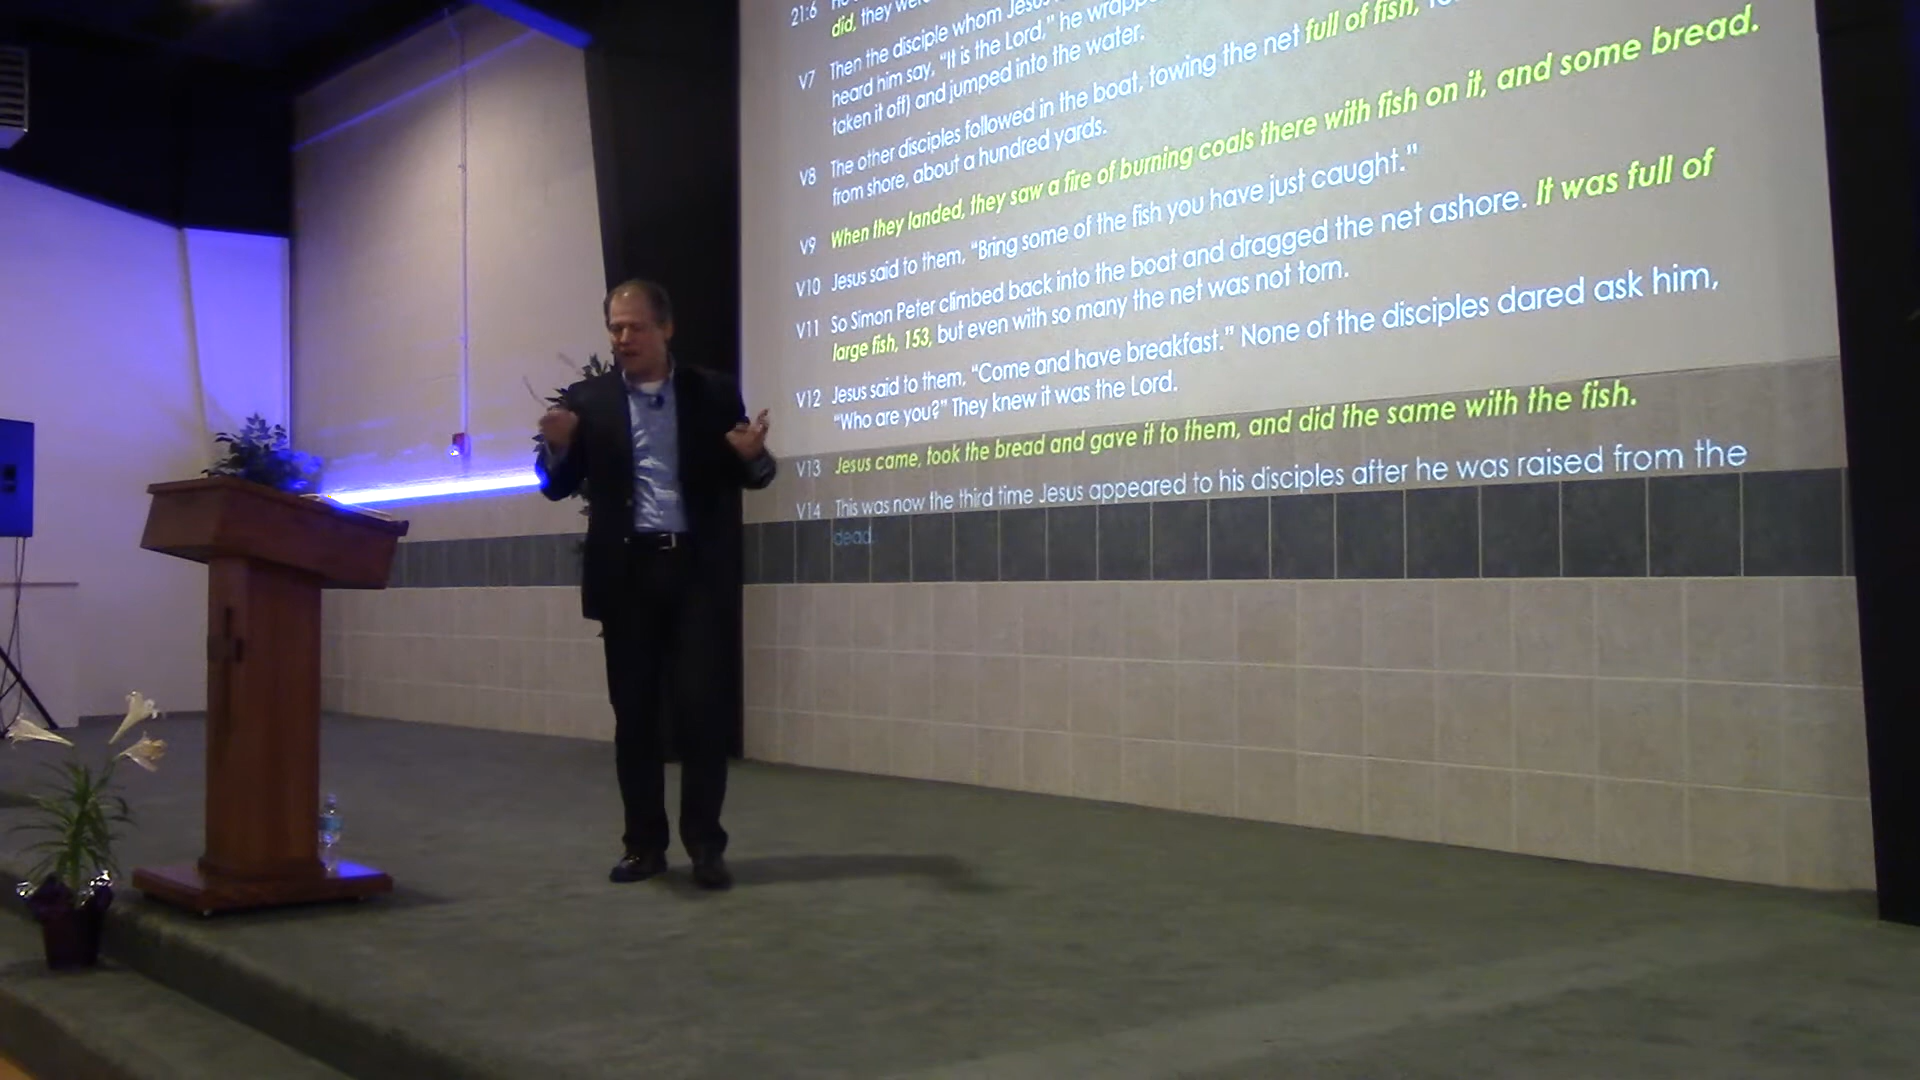 21:6
did, they were
V7 Then the disciple whom Jesus
heard him say, "It is the Lord," he wrapped
taken it off) and jumped into the water.
V8 The other disciples followed in the boat, towing the net full of fish,
from shore, about a hundred yards.
V9 When they landed, they saw a fire of burning coals there with fish on it, and some bread.
V10 Jesus said to them, "Bring some of the fish you have just caught."
V11 So Simon Peter climbed back into the boat and dragged the net ashore. It was full of
large fish, 153, but even with so many the net was not torn.
V12 Jesus said to them, "Come and have breakfast." None of the disciples dared ask him,
"Who are you?" They knew it was the Lord.
V13 Jesus came, took the bread and gave it to them, and did the same with the fish.
V14 This was now the third time Jesus appeared to his disciples after he was raised from the
dead.